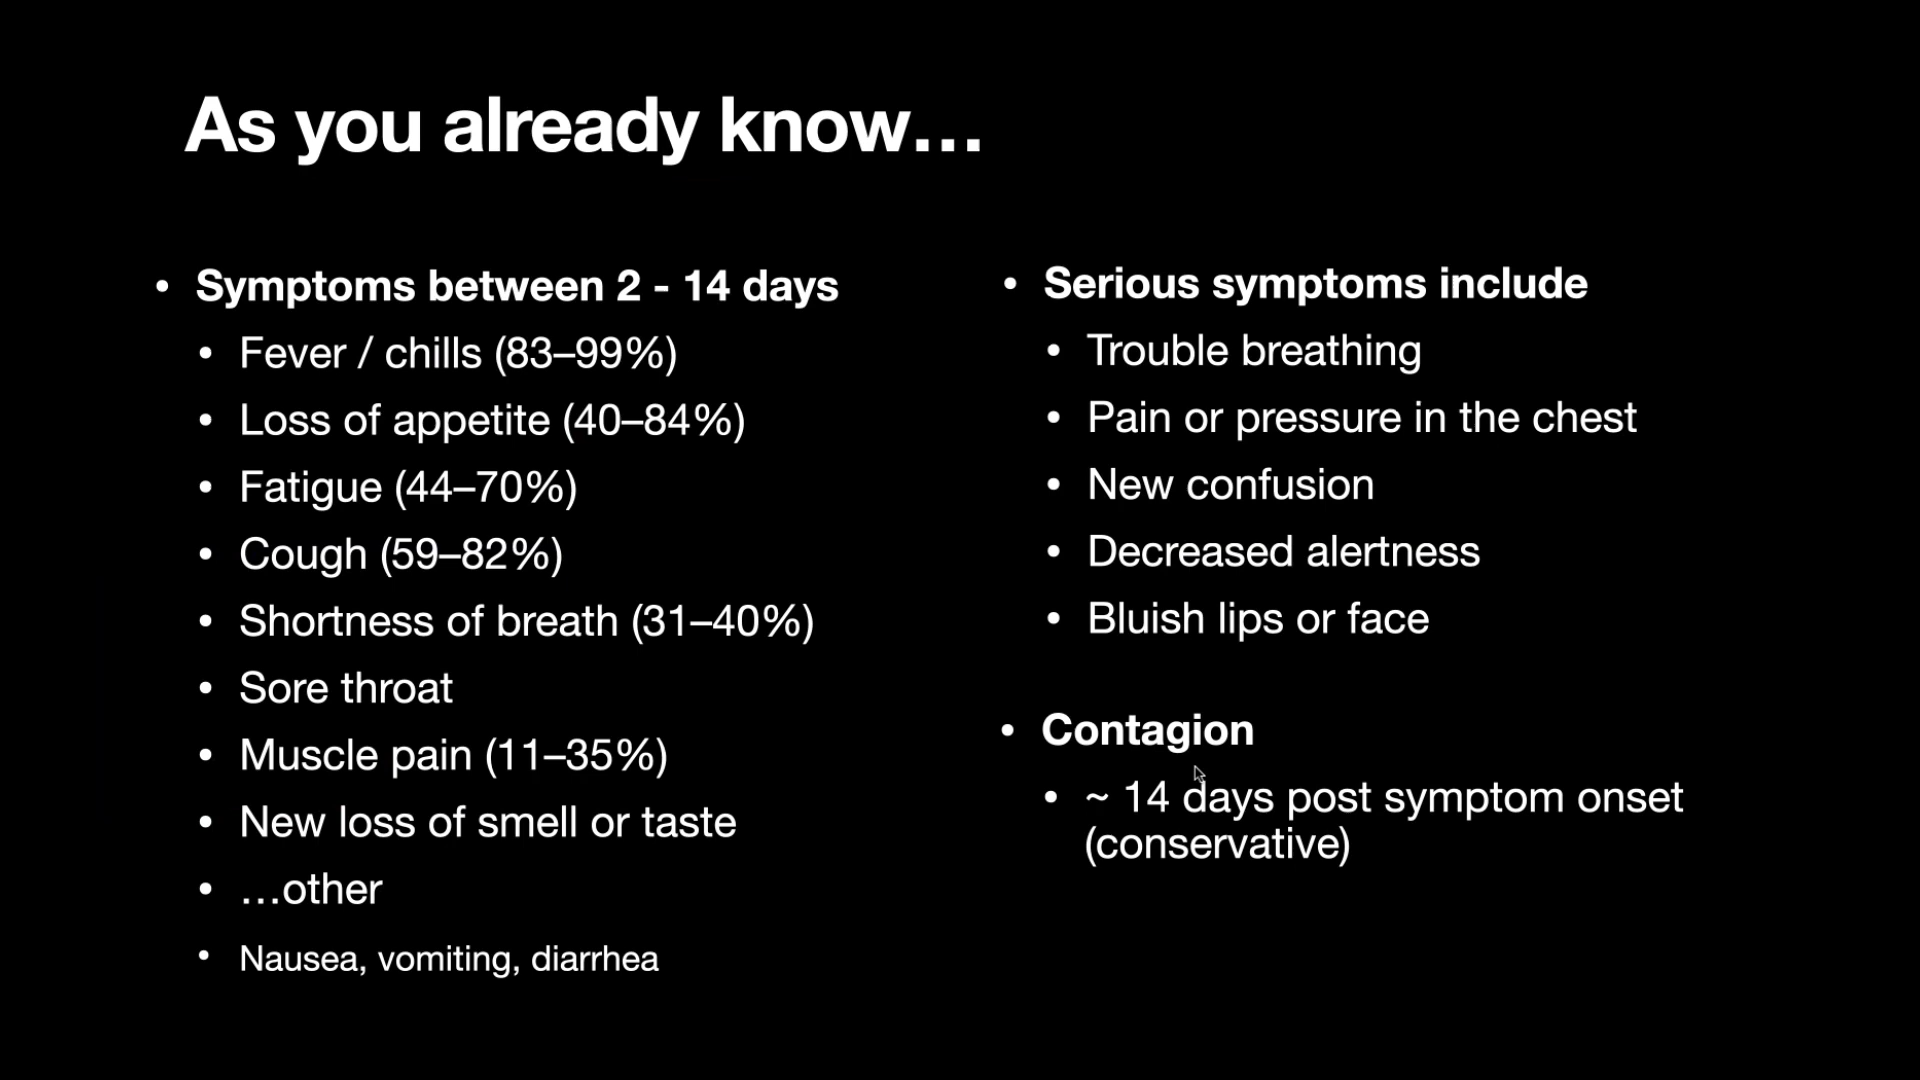 As you already know…
• Symptoms between 2 - 14 days
• Fever / chills (83–99%)
• Loss of appetite (40–84%)
• Fatigue (44–70%)
• Cough (59–82%)
• Shortness of breath (31–40%)
• Sore throat
• Muscle pain (11–35%)
• New loss of smell or taste
• …other
• Nausea, vomiting, diarrhea
• Serious symptoms include
• Trouble breathing
• Pain or pressure in the chest
• New confusion
• Decreased alertness
• Bluish lips or face
• Contagion
• ~ 14 days post symptom onset
(conservative)